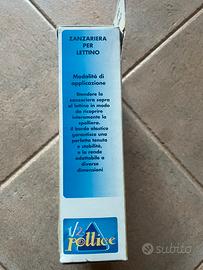 ZANZARIERA
PER
LETTINO
Modalità di
applicazione
Stendere la
zanzariera sopra
al lettino in modo
da ricoprire
interamente la
spalliera.
Il bordo elastico
garantisce una
perfetta tenuta
e stabilità,
e la rende
adattabile a
diverse
dimensioni
1/2
Pollice
subito